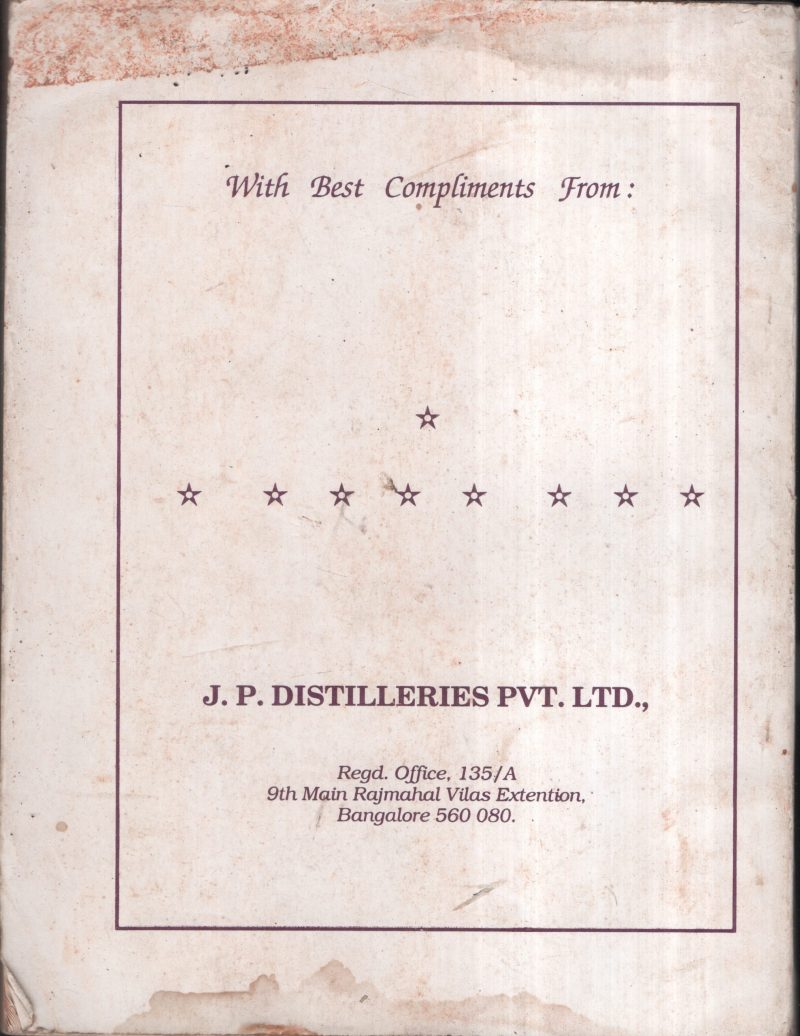 With Best Compliments From :
J. P. DISTILLERIES PVT. LTD.,
Regd. Office, 135/A
9th Main Rajmahal Vilas Extention,
Bangalore 560 080.